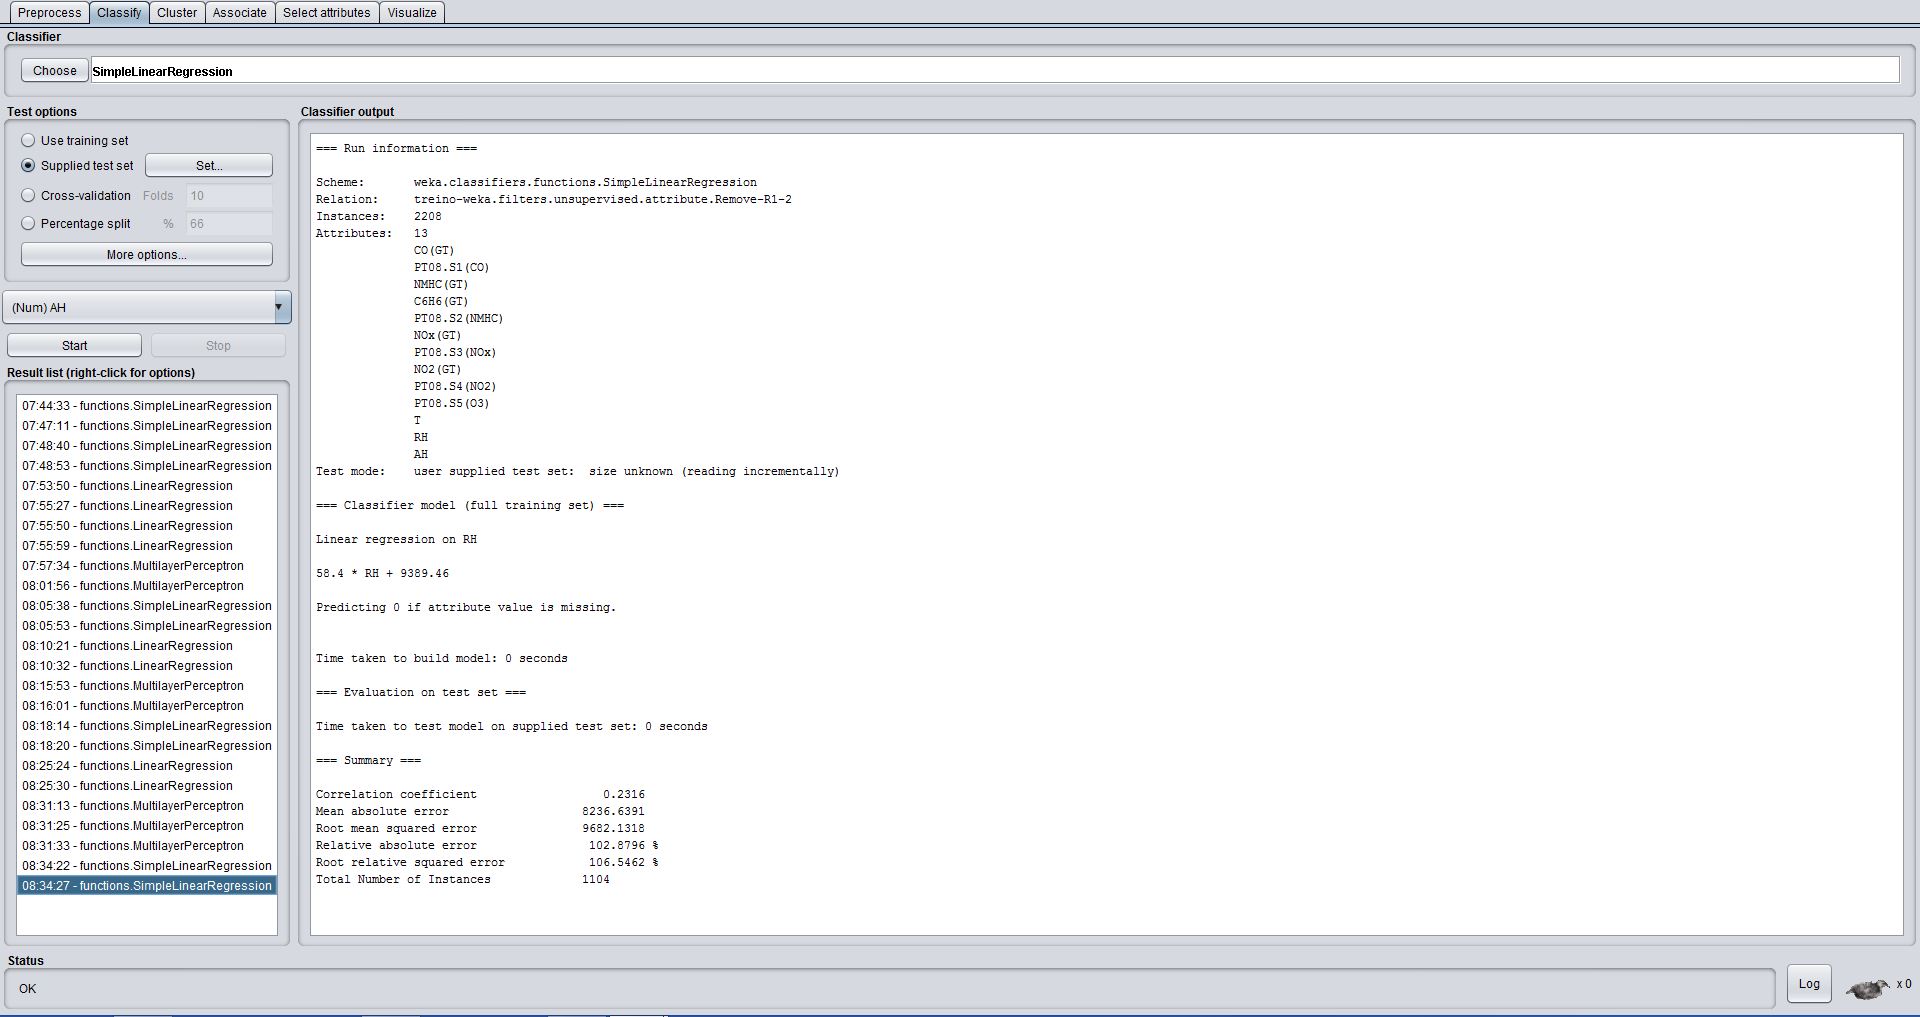 Preprocess Classify Cluster Associate Select attributes Visualize
Classifier
Choose SimpleLinearRegression
Test options
Use training set
Supplied test set Set...
Cross-validation Folds 10
Percentage split % 66
More options...
(Num) AH
Start Stop
Result list (right-click for options)
07:44:33 - functions.SimpleLinearRegression
07:47:11 - functions.SimpleLinearRegression
07:48:40 - functions.SimpleLinearRegression
07:48:53 - functions.SimpleLinearRegression
07:53:50 - functions.LinearRegression
07:55:27 - functions.LinearRegression
07:55:50 - functions.LinearRegression
07:55:59 - functions.LinearRegression
07:57:34 - functions.MultilayerPerceptron
08:01:56 - functions.MultilayerPerceptron
08:05:38 - functions.SimpleLinearRegression
08:05:53 - functions.SimpleLinearRegression
08:10:21 - functions.LinearRegression
08:10:32 - functions.LinearRegression
08:15:53 - functions.MultilayerPerceptron
08:16:01 - functions.MultilayerPerceptron
08:18:14 - functions.SimpleLinearRegression
08:18:20 - functions.SimpleLinearRegression
08:25:24 - functions.LinearRegression
08:25:30 - functions.LinearRegression
08:31:13 - functions.MultilayerPerceptron
08:31:25 - functions.MultilayerPerceptron
08:31:33 - functions.MultilayerPerceptron
08:34:22 - functions.SimpleLinearRegression
08:34:27 - functions.SimpleLinearRegression
Classifier output
=== Run information ===
Scheme: weka.classifiers.functions.SimpleLinearRegression
Relation: treino-weka.filters.unsupervised.attribute.Remove-R1-2
Instances: 2208
Attributes: 13
CO(GT)
PT08.S1(CO)
NMHC(GT)
C6H6(GT)
PT08.S2(NMHC)
NOx(GT)
PT08.S3(NOx)
NO2(GT)
PT08.S4(NO2)
PT08.S5(O3)
T
RH
AH
Test mode: user supplied test set: size unknown (reading incrementally)
=== Classifier model (full training set) ===
Linear regression on RH
58.4 * RH + 9389.46
Predicting 0 if attribute value is missing.
Time taken to build model: 0 seconds
=== Evaluation on test set ===
Time taken to test model on supplied test set: 0 seconds
=== Summary ===
Correlation coefficient 0.2316
Mean absolute error 8236.6391
Root mean squared error 9682.1318
Relative absolute error 102.8796 %
Root relative squared error 106.5462 %
Total Number of Instances 1104
Status
OK
Log
x 0